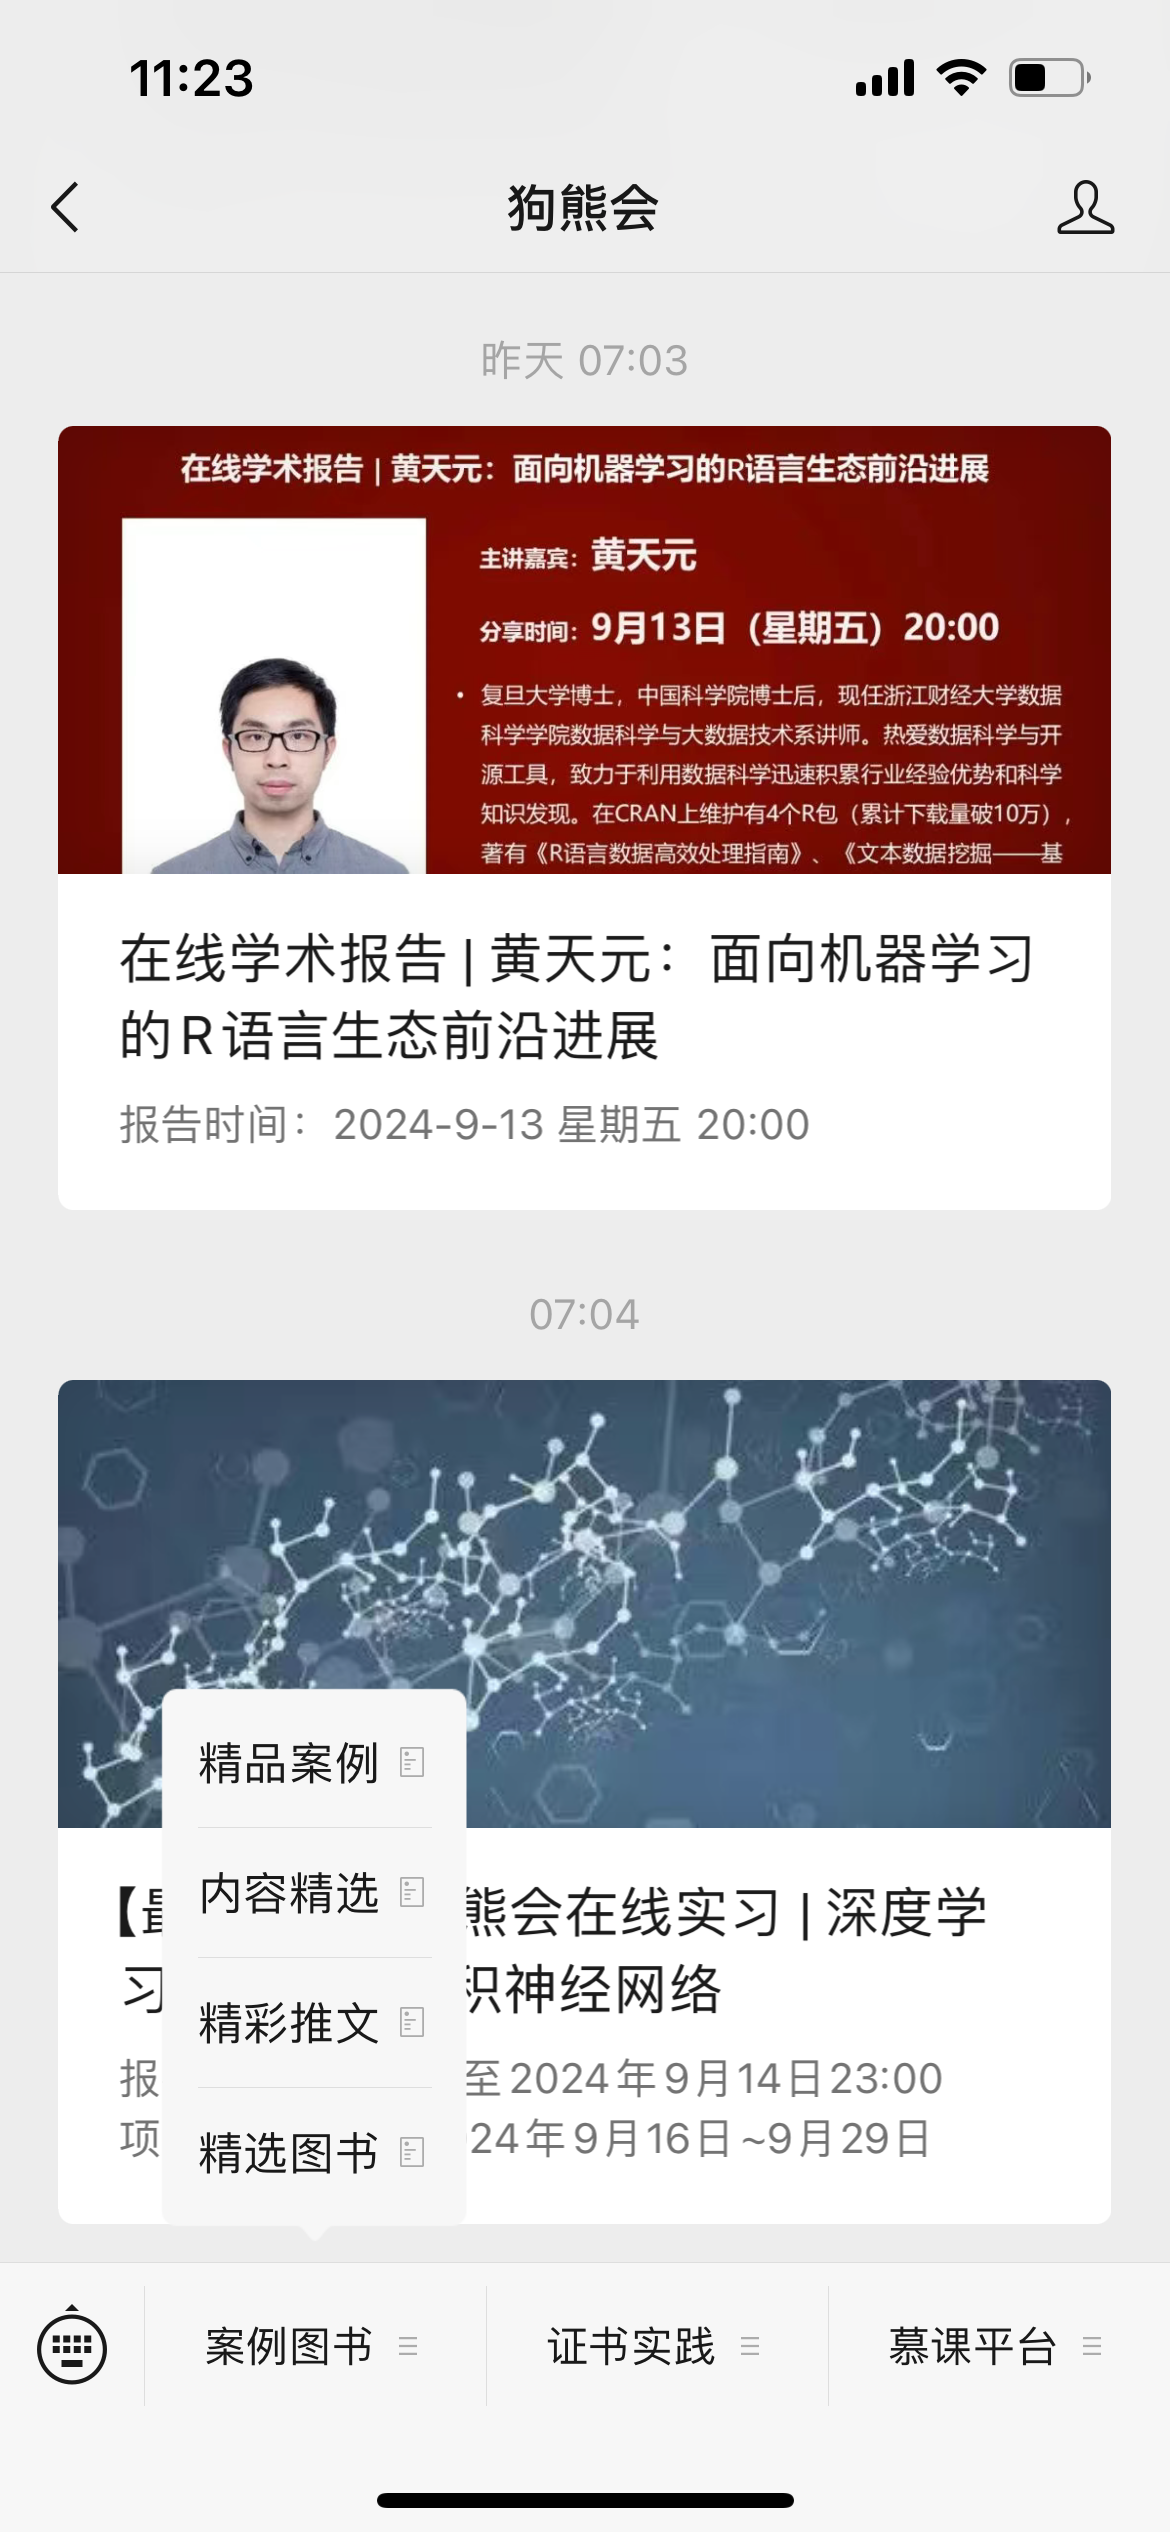 11:23
狗熊会
昨天 07:03
在线学术报告 | 黄天元：面向机器学习的R语言生态前沿进展
主讲嘉宾：黄天元
分享时间：9月13日（星期五）20:00
• 复旦大学博士，中国科学院博士后，现任浙江财经大学数据
科学学院数据科学与大数据技术系讲师。热爱数据科学与开
源工具，致力于利用数据科学迅速积累行业经验优势和科学
知识发现。在CRAN上维护有4个R包（累计下载量破10万），
著有《R语言数据高效处理指南》、《文本数据挖掘——基
在线学术报告 | 黄天元：面向机器学习
的R语言生态前沿进展
报告时间：2024-9-13 星期五 20:00
07:04
熊会在线实习 | 深度学
习 积神经网络
报 至2024年9月14日23:00
项 24年9月16日~9月29日
精品案例
内容精选
精彩推文
精选图书
案例图书
证书实践
慕课平台